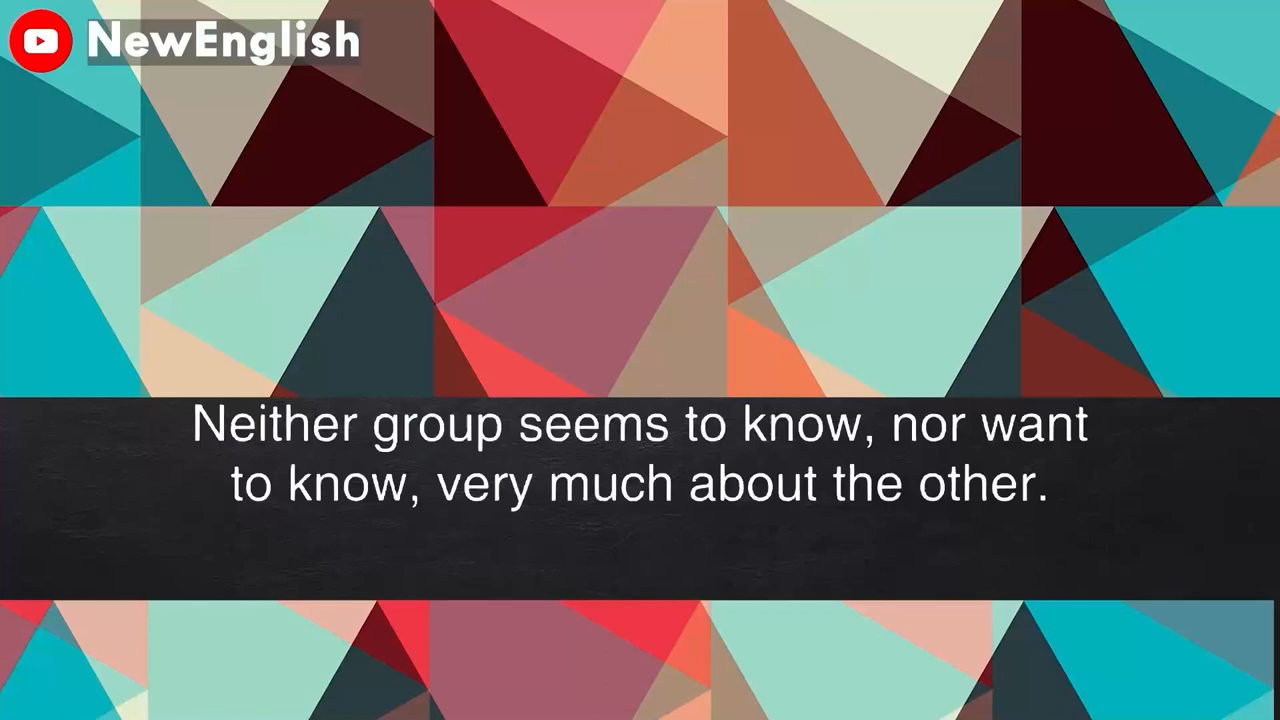 NewEnglish
Neither group seems to know, nor want
to know, very much about the other.